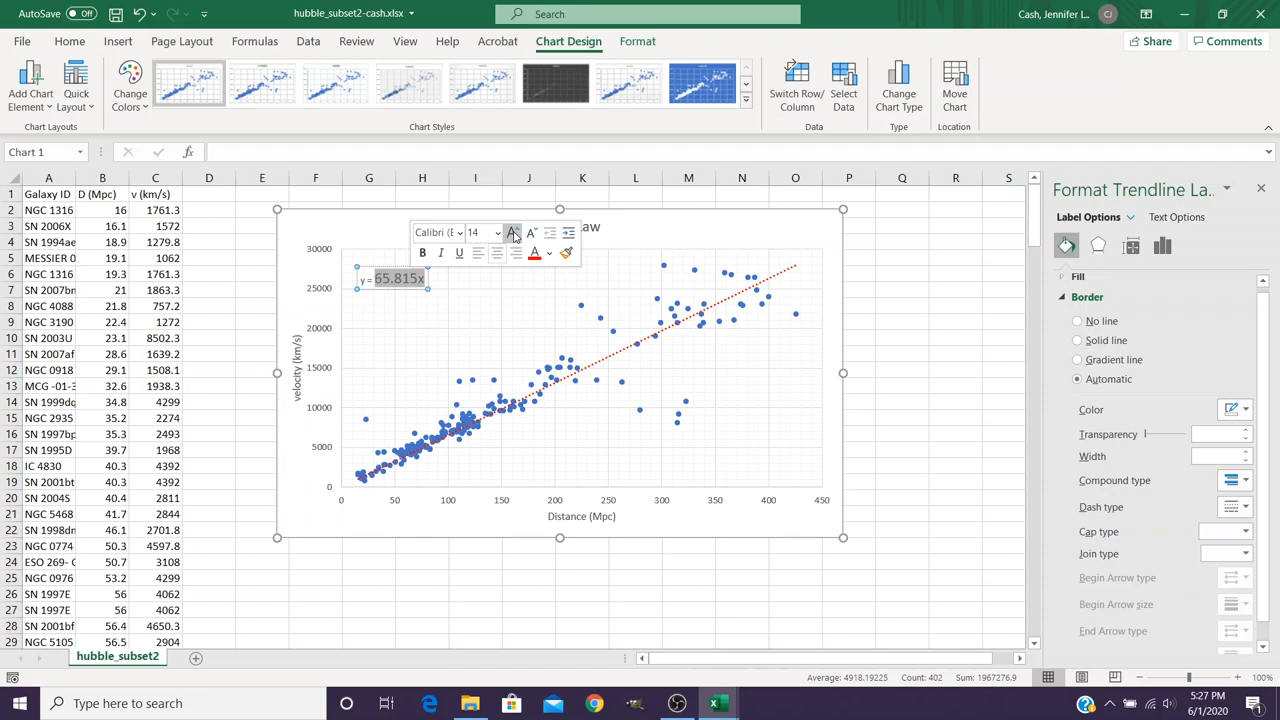 AutoSave Off hubble_subset2-cash.xlsx Search Cash, Jennifer L... CJ
File Home Insert Page Layout Formulas Data Review View Help Acrobat Chart Design Format Share Comments
Add Chart Element Quick Layout Change Colors Switch Row/ Column Select Data Change Chart Type Move Chart
Chart Layouts Chart Styles Data Type Location
Chart 1 fx
A B C D E F G H I J K L M N O P Q R S
1 Galaxy ID D (Mpc) v (km/s)
2 NGC 1316 16 1761.3
3 SN 2006X 16.1 1572
4 SN 1994ae 18.9 1279.8
5 M2929 B 19.1 1062
6 NGC 1316 19.3 1761.3
7 SN 2007bn 21 1863.3
8 NGC 4088 21.8 757.2
9 NGC 3190 22.4 1272
10 SN 2003U 23.1 8502.3
11 SN 2007af 28.6 1639.2
12 NGC 0918 29.1 1508.1
13 MCG -01-3 32.6 1938.3
14 SN 1999dq 34.8 4299
15 NGC 2935 35.2 2274
16 SN 1997bp 35.3 2493
17 SN 1995D 39.7 1968
18 IC 4830 40.3 4392
19 SN 2001bt 40.3 4392
20 SN 2004S 40.4 2811
21 NGC 5468 41.7 2844
22 SN 1998dn 46.1 2701.8
23 NGC 0774 50.3 4597.8
24 ESO 269- G 50.7 3108
25 NGC 0976 53.2 4299
26 SN 1997E 56 4062
27 SN 1997E 56 4062
28 SN 2001bf 56.4 4650.3
29 NGC 5105 56.5 2904
aw
Calibri (E 14 A A
B I U A
y = 65.815x
30000
25000
20000
15000
10000
5000
0
velocity (km/s)
0 50 100 150 200 250 300 350 400 450
Distance (Mpc)
Format Trendline La...
Label Options Text Options
Fill
Border
No line
Solid line
Gradient line
Automatic
Color
Transparency
Width
Compound type
Dash type
Cap type
Join type
Begin Arrow type
Begin Arrow size
End Arrow type
hubble_subset2
Average: 4918.19225 Count: 402 Sum: 1967276.9 100%
Type here to search
5:27 PM
6/1/2020